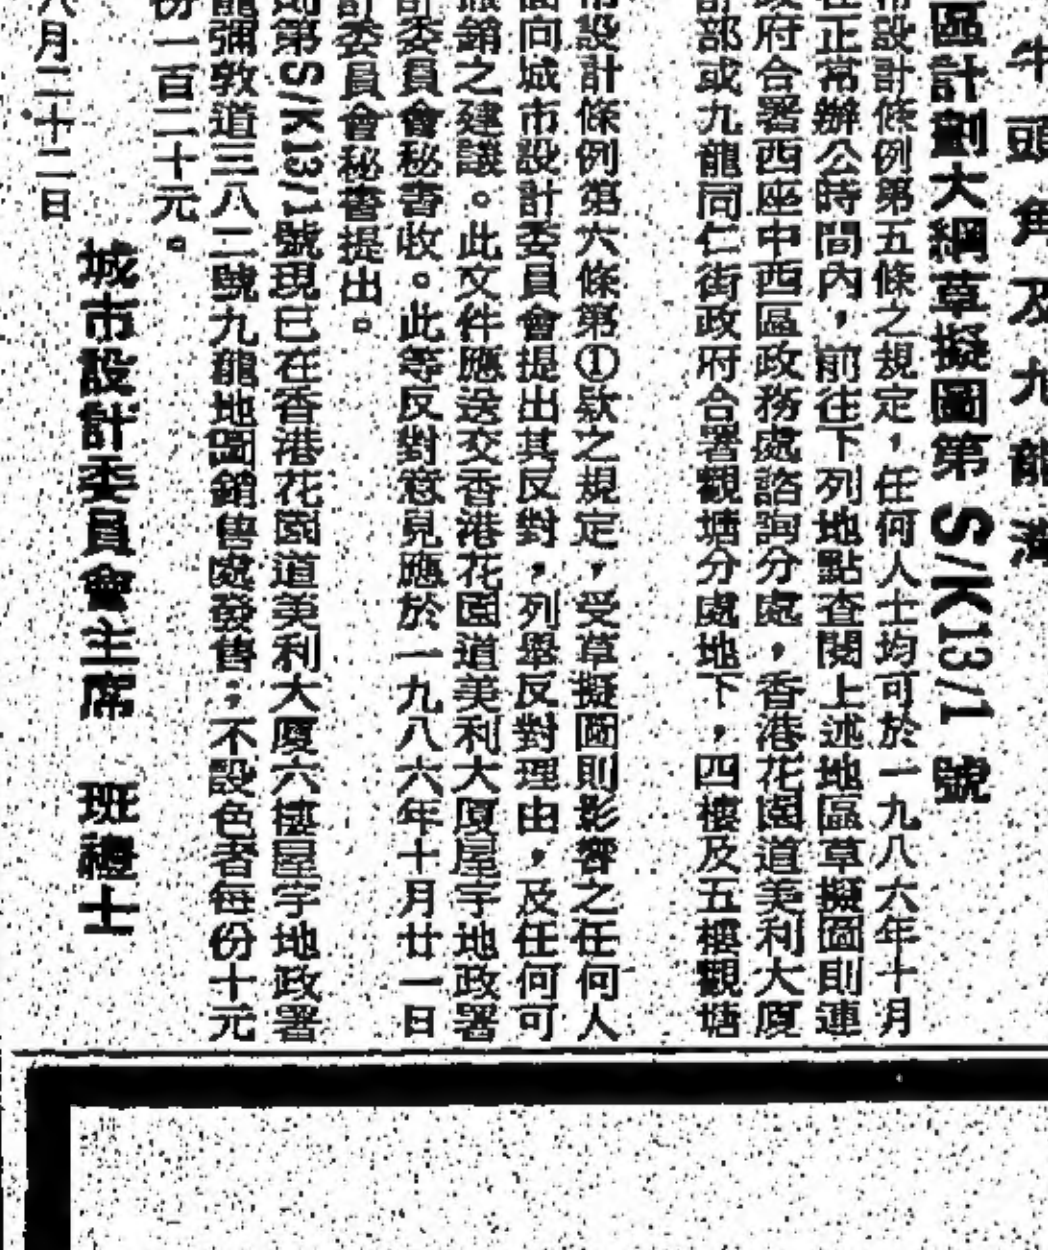 牛頭角及九龍灣
區計劃大綱草擬圖第 S/K13/1 號
設計條例第五條之規定，任何人士均可於一九八六年十月
在正常辦公時間內，前往下列地點查閱上述地區草擬圖則連
政府合署西座中西區政務處諮詢分處，香港花園道美利大厦
計部或九龍同仁街政府合署觀塘分處地下，四樓及五樓觀塘
市設計條例第六條第①欵之規定，受草擬圖則影響之任何人
面向城市設計委員會提出其反對，列舉反對理由，及任何可
撤銷之建議。此文件應送交香港花園道美利大厦屋宇地政署
計委員會秘書收。此等反對意見應於一九八六年十月廿一日
計委員會秘書提出。
則第S/K13/1號現已在香港花園道美利大厦六樓屋宇地政署
龍彌敦道三八二號九龍地圖銷售處發售；不設色者每份十元
份一百二十元。
城市設計委員會主席　班禮士
八月二十二日